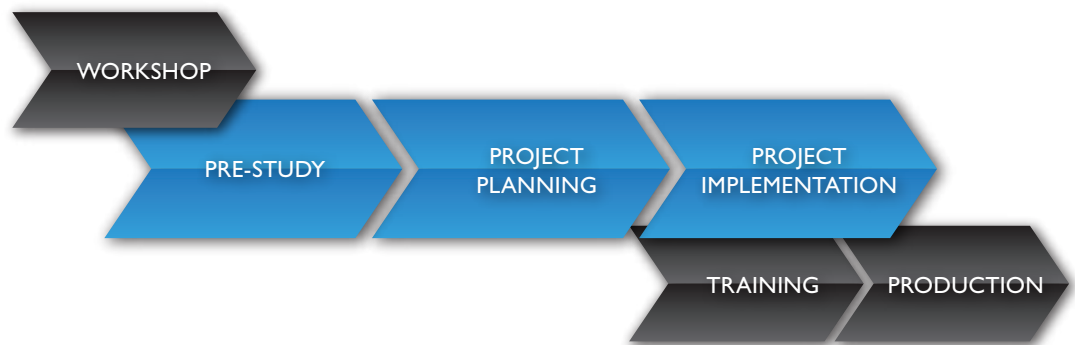 WORKSHOP
PRE-STUDY
PROJECT
PLANNING
PROJECT
IMPLEMENTATION
TRAINING
PRODUCTION